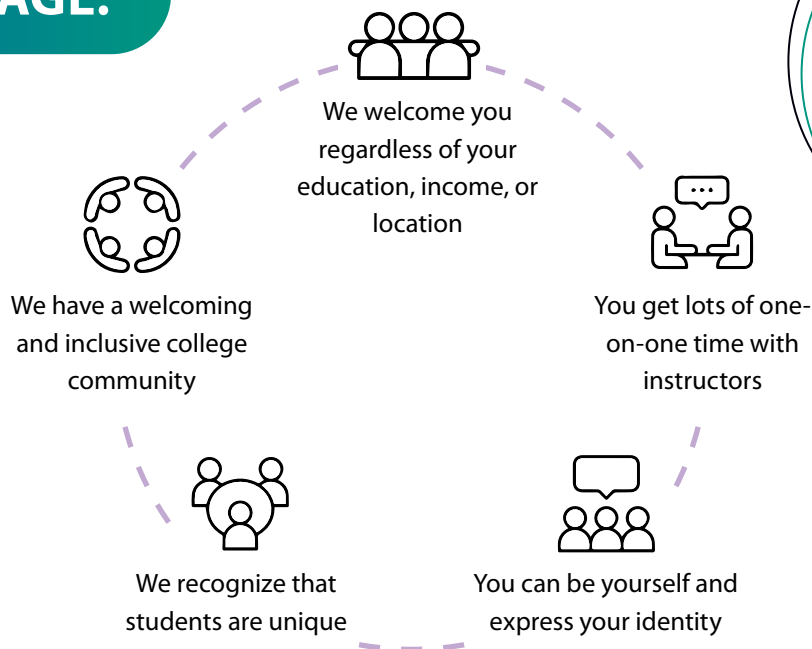 AGE:
We welcome you
regardless of your
education, income, or
location
You get lots of one-
on-one time with
instructors
You can be yourself and
express your identity
We recognize that
students are unique
We have a welcoming
and inclusive college
community